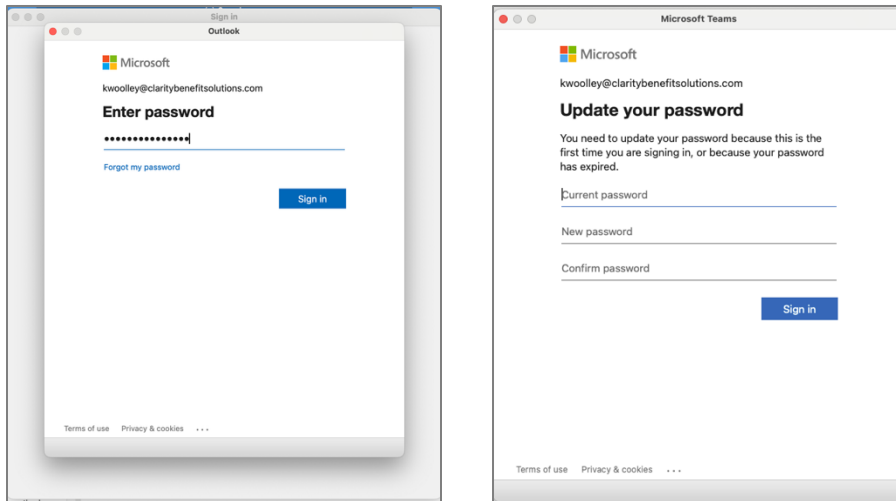 Sign in
Outlook
Microsoft
kwoolley@claritybenefitsolutions.com
Enter password
•••••••••••••••
Forgot my password
Sign in
Terms of use Privacy & cookies ...
Microsoft Teams
Microsoft
kwoolley@claritybenefitsolutions.com
Update your password
You need to update your password because this is the
first time you are signing in, or because your password
has expired.
Current password
New password
Confirm password
Sign in
Terms of use Privacy & cookies ...